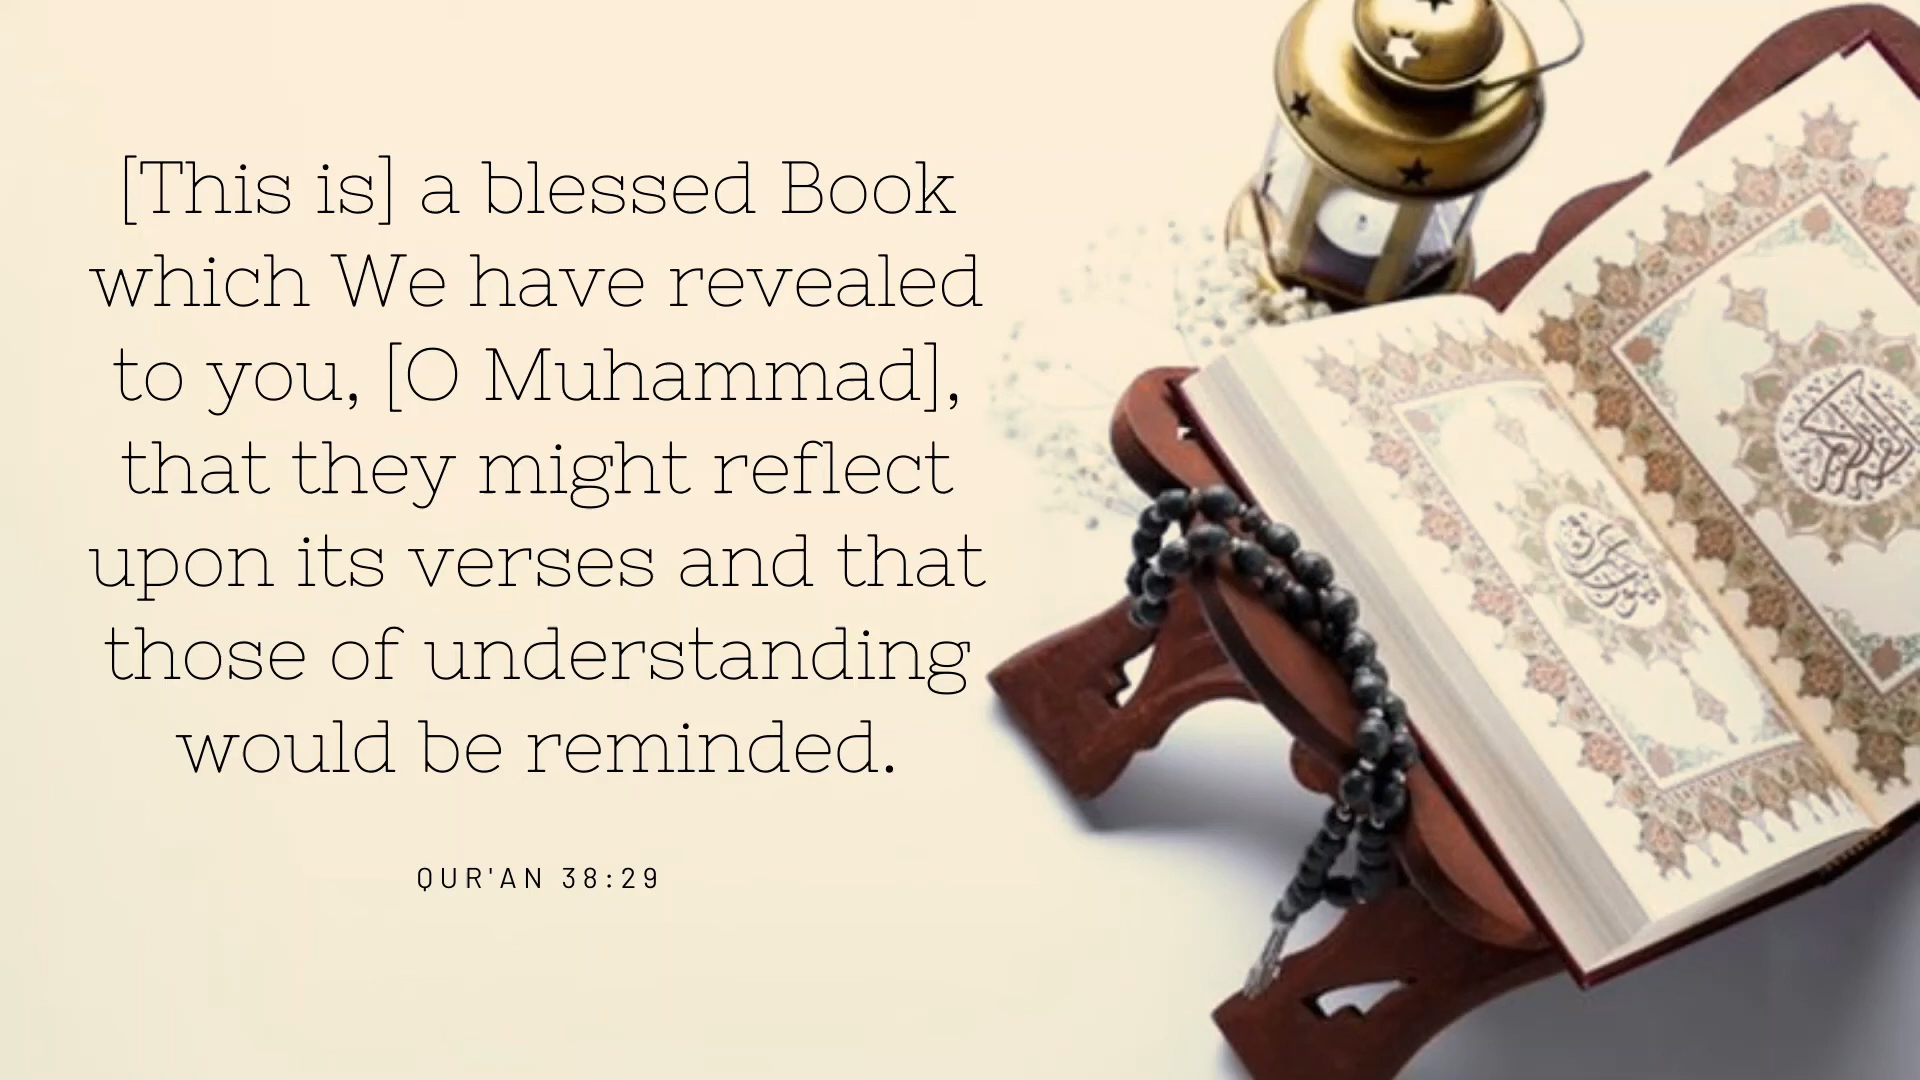 [This is] a blessed Book
which We have revealed
to you, [O Muhammad],
that they might reflect
upon its verses and that
those of understanding
would be reminded.
QUR'AN 38:29